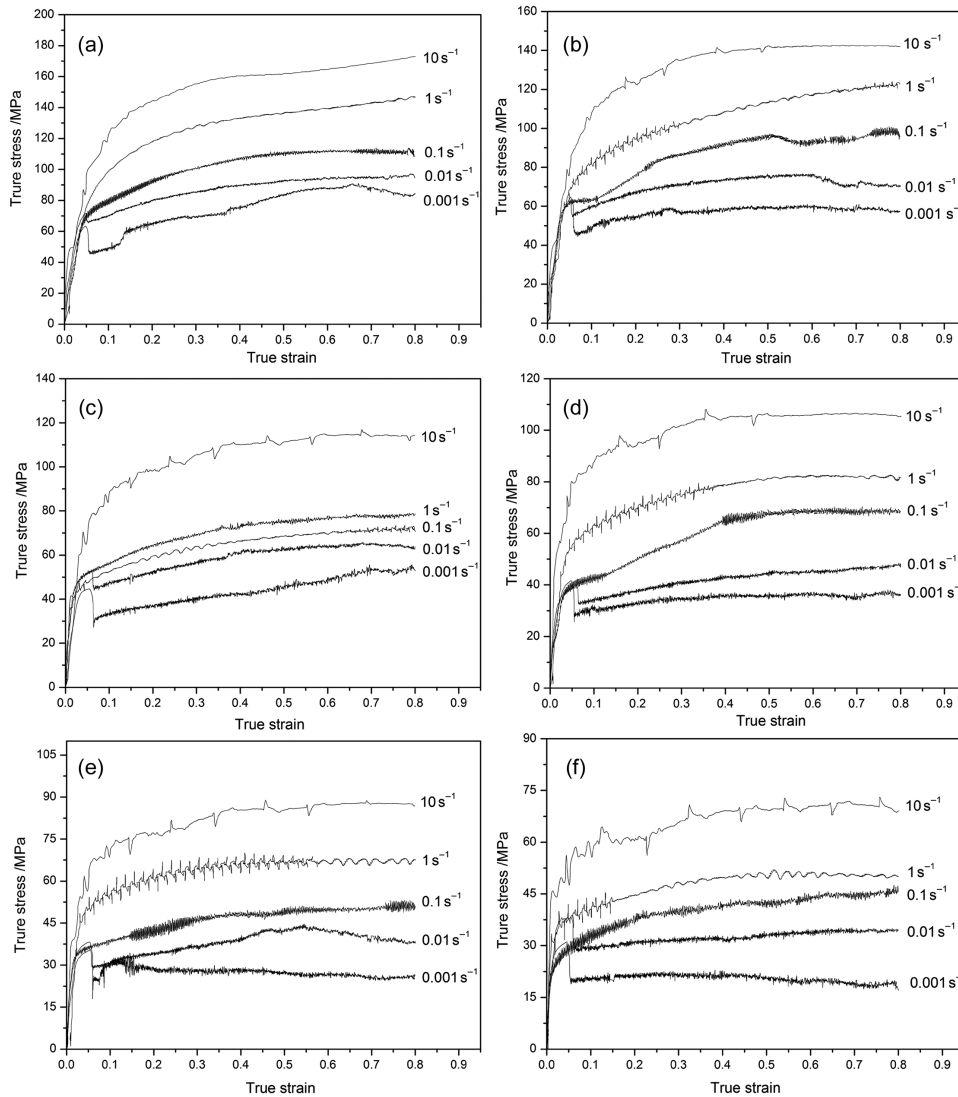 (a)
Trure stress /MPa
200
180
160
140
120
100
80
60
40
20
0
10 s⁻¹
1 s⁻¹
0.1 s⁻¹
0.01 s⁻¹
0.001 s⁻¹
0.0 0.1 0.2 0.3 0.4 0.5 0.6 0.7 0.8 0.9
True strain
(b)
Trure stress /MPa
160
140
120
100
80
60
40
20
0
10 s⁻¹
1 s⁻¹
0.1 s⁻¹
0.01 s⁻¹
0.001 s⁻¹
0.0 0.1 0.2 0.3 0.4 0.5 0.6 0.7 0.8 0.9
True strain
(c)
Trure stress /MPa
140
120
100
80
60
40
20
0
10 s⁻¹
1 s⁻¹
0.1 s⁻¹
0.01 s⁻¹
0.001 s⁻¹
0.0 0.1 0.2 0.3 0.4 0.5 0.6 0.7 0.8 0.9
True strain
(d)
Trure stress /MPa
120
100
80
60
40
20
0
10 s⁻¹
1 s⁻¹
0.1 s⁻¹
0.01 s⁻¹
0.001 s⁻¹
0.0 0.1 0.2 0.3 0.4 0.5 0.6 0.7 0.8 0.9
True strain
(e)
Trure stress /MPa
105
90
75
60
45
30
15
0
10 s⁻¹
1 s⁻¹
0.1 s⁻¹
0.01 s⁻¹
0.001 s⁻¹
0.0 0.1 0.2 0.3 0.4 0.5 0.6 0.7 0.8 0.9
True strain
(f)
Trure stress /MPa
90
75
60
45
30
15
0
10 s⁻¹
1 s⁻¹
0.1 s⁻¹
0.01 s⁻¹
0.001 s⁻¹
0.0 0.1 0.2 0.3 0.4 0.5 0.6 0.7 0.8 0.9
True strain